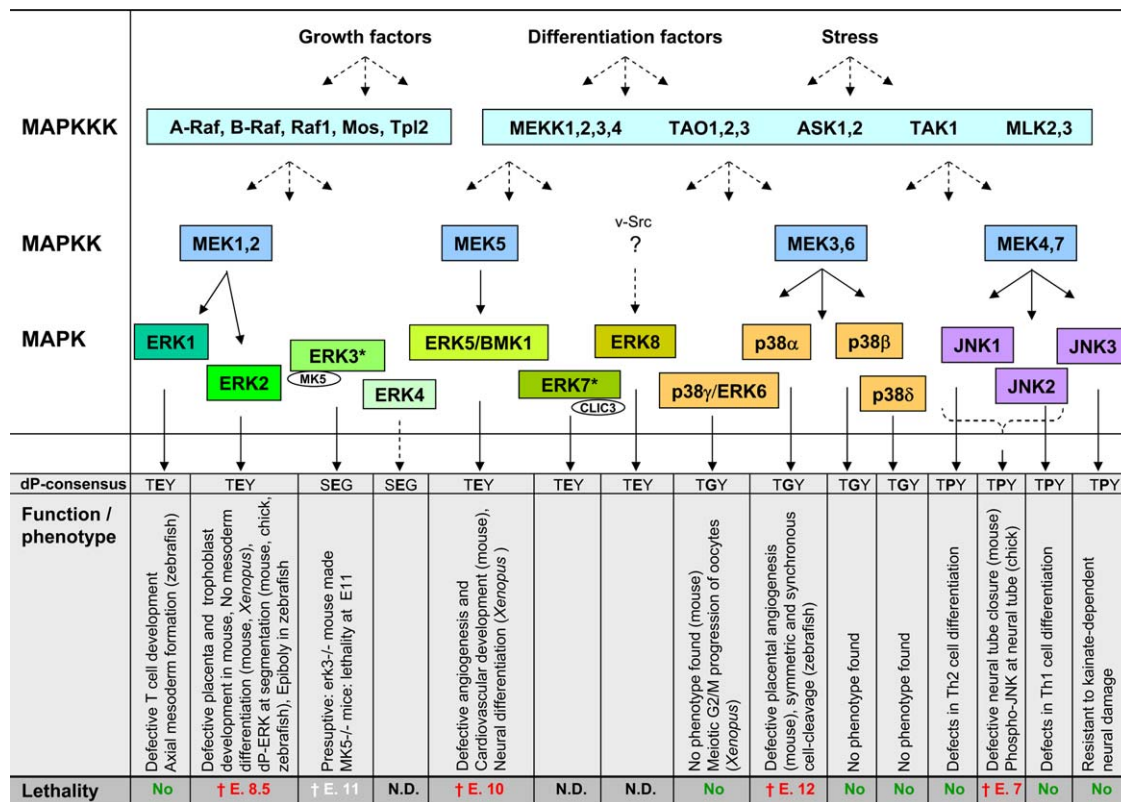 Growth factors Differentiation factors Stress
MAPKKK
A-Raf, B-Raf, Raf1, Mos, Tpl2
MEKK1,2,3,4 TAO1,2,3 ASK1,2 TAK1 MLK2,3
v-Src
MAPKK
MEK1,2 MEK5 ? MEK3,6 MEK4,7
MAPK
ERK1 ERK3* ERK5/BMK1 ERK8 p38α p38β JNK1 JNK3
MK5
ERK2 ERK4 ERK7* p38γ/ERK6 p38δ JNK2
CLIC3
dP-consensus TEY TEY SEG SEG TEY TEY TEY TGY TGY TGY TGY TPY TPY TPY TPY
Function /
phenotype
Defective T cell development
Axial mesoderm formation (zebrafish)
Defective placenta and trophoblast
development in mouse, No mesoderm
differentiation (mouse, Xenopus),
dP-ERK at segmentation (mouse, chick,
zebrafish), Epiboly in zebrafish
Presuptive: erk3-/- mouse made
MK5-/- mice: lethality at E11
Defective angiogenesis and
Cardiovascular development (mouse),
Neural differentiation (Xenopus )
No phenotype found (mouse)
Meiotic G2/M progression of oocytes
(Xenopus)
Defective placental angiogenesis
(mouse), symmetric and synchronous
cell-cleavage (zebrafish)
No phenotype found
No phenotype found
Defects in Th2 cell differentiation
Defective neural tube closure (mouse)
Phospho-JNK at neural tube (chick)
Defects in Th1 cell differentiation
Resistant to kainate-dependent
neural damage
Lethality No † E. 8.5 † E. 11 N.D. † E. 10 N.D. N.D. No † E. 12 No No No † E. 7 No No